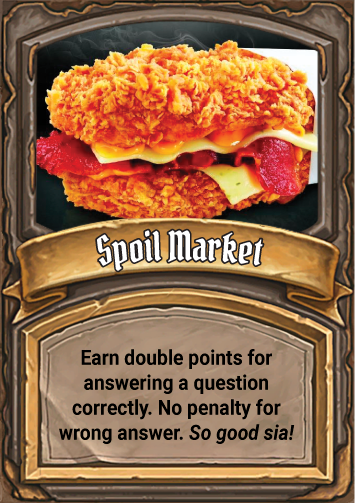 Spoil Market
Earn double points for
answering a question
correctly. No penalty for
wrong answer. So good sia!